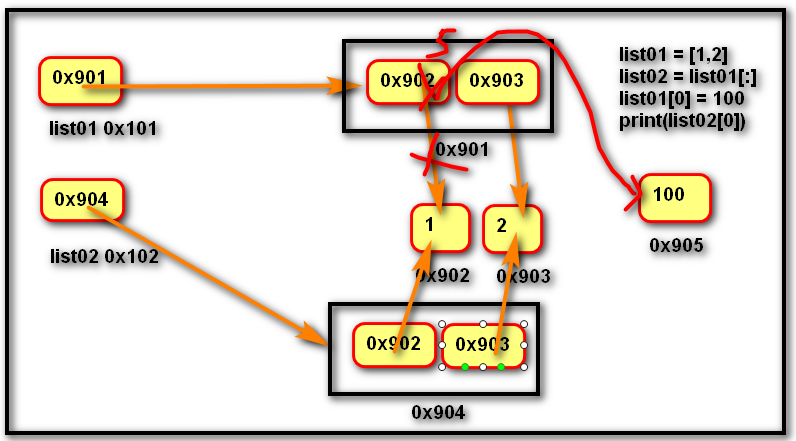 0x901
list01 0x101
0x902
0x903
0x901
list01 = [1,2]
list02 = list01[:]
list01[0] = 100
print(list02[0])
0x904
list02 0x102
1
0x902
2
0x903
100
0x905
0x902
0x903
0x904